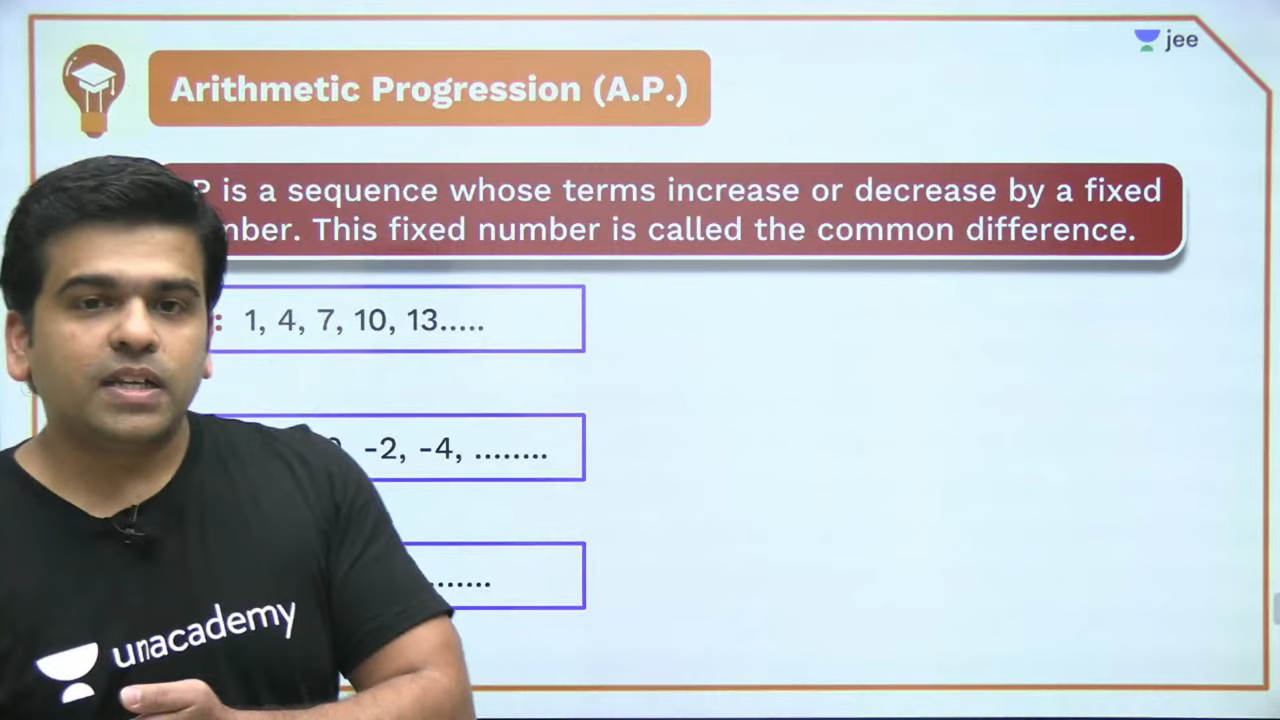 jee
Arithmetic Progression (A.P.)
P is a sequence whose terms increase or decrease by a fixed
mber. This fixed number is called the common difference.
: 1, 4, 7, 10, 13.....
-2, -4, ........
.......
unacademy